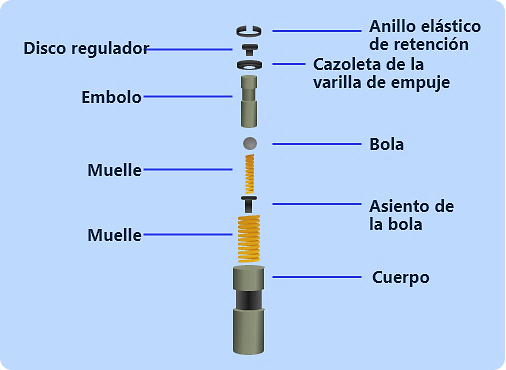 Anillo elástico
de retención
Disco regulador
Cazoleta de la
varilla de empuje
Embolo
Bola
Muelle
Asiento de
la bola
Muelle
Cuerpo